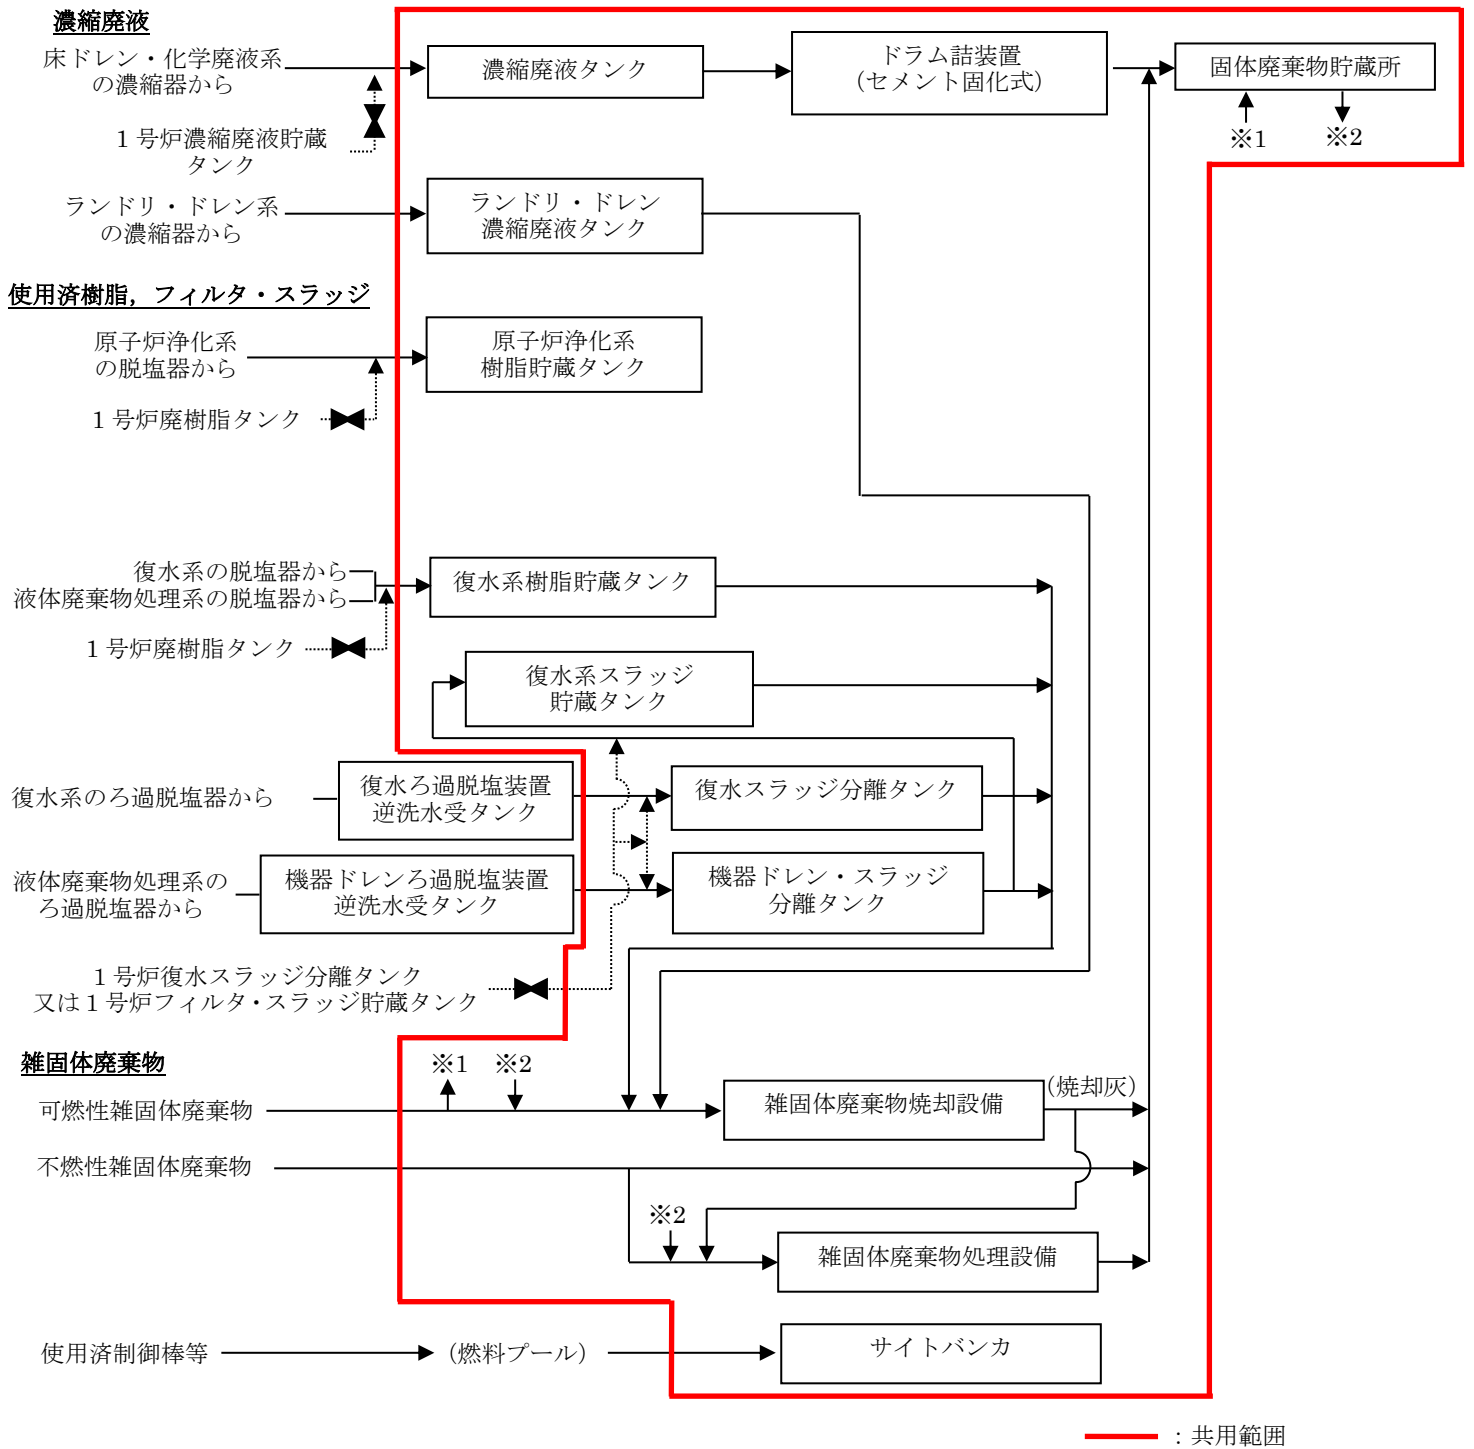 濃縮廃液
床ドレン・化学廃液系
の濃縮器から
濃縮廃液タンク
ドラム詰装置
（セメント固化式）
固体廃棄物貯蔵所
※1
※2
１号炉濃縮廃液貯蔵
タンク
ランドリ・ドレン系
の濃縮器から
ランドリ・ドレン
濃縮廃液タンク
使用済樹脂，フィルタ・スラッジ
原子炉浄化系
の脱塩器から
原子炉浄化系
樹脂貯蔵タンク
１号炉廃樹脂タンク
復水系の脱塩器から
液体廃棄物処理系の脱塩器から
復水系樹脂貯蔵タンク
１号炉廃樹脂タンク
復水系スラッジ
貯蔵タンク
復水系のろ過脱塩器から
復水ろ過脱塩装置
逆洗水受タンク
復水スラッジ分離タンク
液体廃棄物処理系の
ろ過脱塩器から
機器ドレンろ過脱塩装置
逆洗水受タンク
機器ドレン・スラッジ
分離タンク
１号炉復水スラッジ分離タンク
又は１号炉フィルタ・スラッジ貯蔵タンク
雑固体廃棄物
※1
※2
可燃性雑固体廃棄物
雑固体廃棄物焼却設備
（焼却灰）
不燃性雑固体廃棄物
※2
雑固体廃棄物処理設備
使用済制御棒等
（燃料プール）
サイトバンカ
：共用範囲